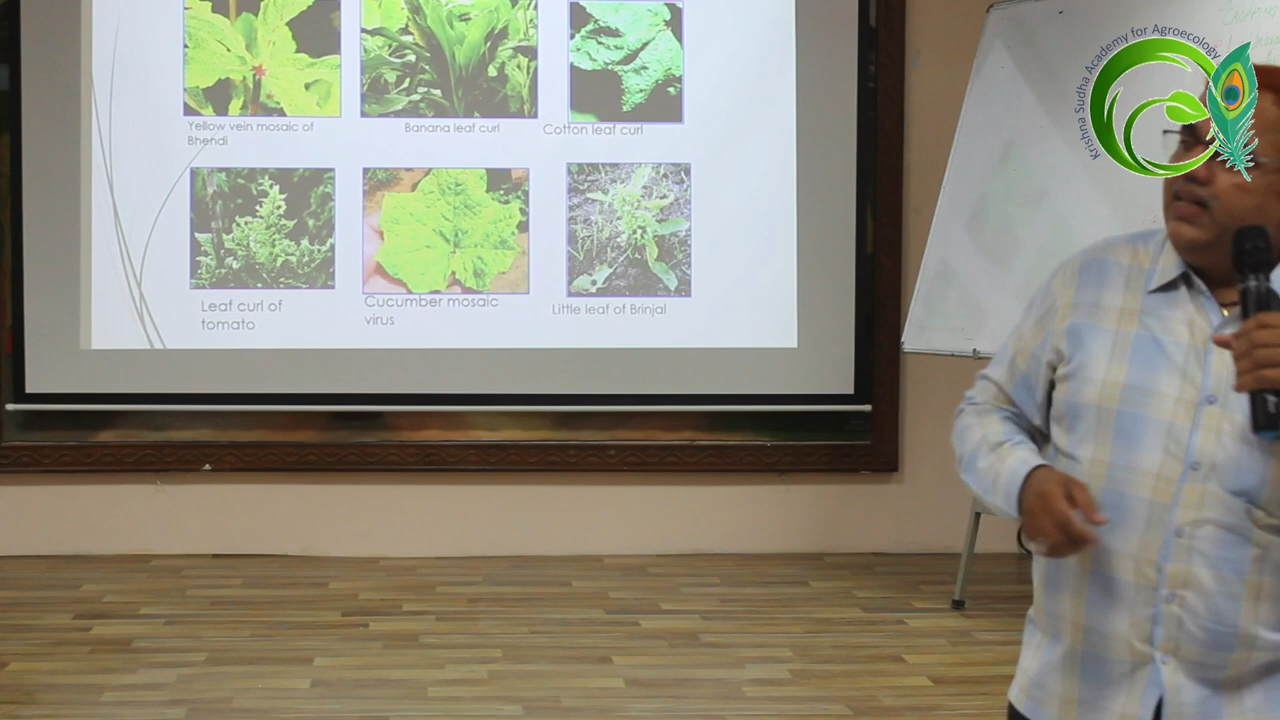 Krishna Sudha Academy for Agroecology
Yellow vein mosaic of
Bhendi
Banana leaf curl
Cotton leaf curl
Leaf curl of
tomato
Cucumber mosaic
virus
Little leaf of Brinjal